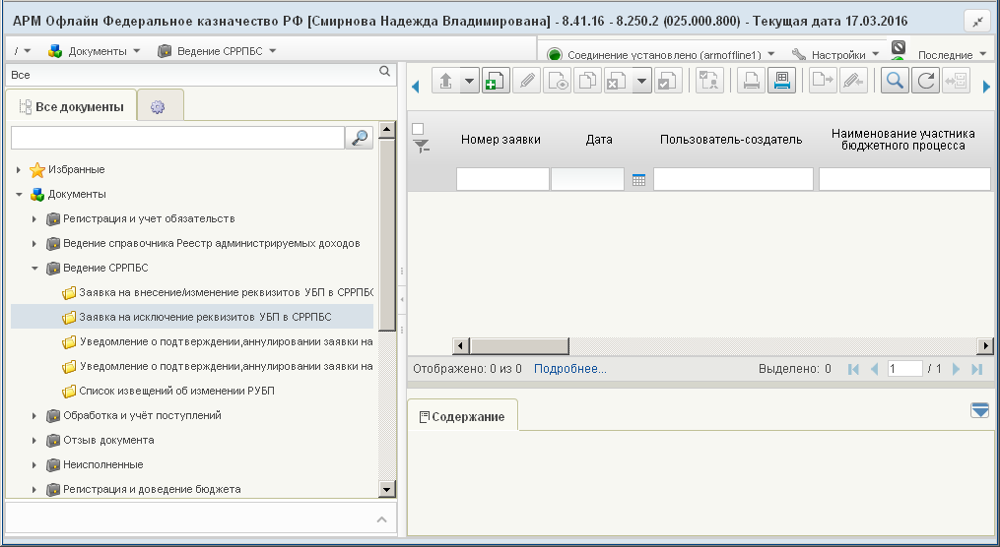 АРМ Офлайн Федеральное казначейство РФ [Смирнова Надежда Владимирована] - 8.41.16 - 8.250.2 (025.000.800) - Текущая дата 17.03.2016
/ Документы Ведение СРРПБС
Соединение установлено (armoffline1) Настройки Последние
Все
Все документы
Избранные
Документы
Регистрация и учет обязательств
Ведение справочника Реестр администрируемых доходов
Ведение СРРПБС
Заявка на внесение/изменение реквизитов УБП в СРРПБС
Заявка на исключение реквизитов УБП в СРРПБС
Уведомление о подтверждении,аннулировании заявки на
Уведомление о подтверждении,аннулировании заявки на
Список извещений об изменении РУБП
Обработка и учёт поступлений
Отзыв документа
Неисполненные
Регистрация и доведение бюджета
Номер заявки Дата Пользователь-создатель Наименование участника
бюджетного процесса
Отображено: 0 из 0 Подробнее... Выделено: 0 1 / 1
Содержание